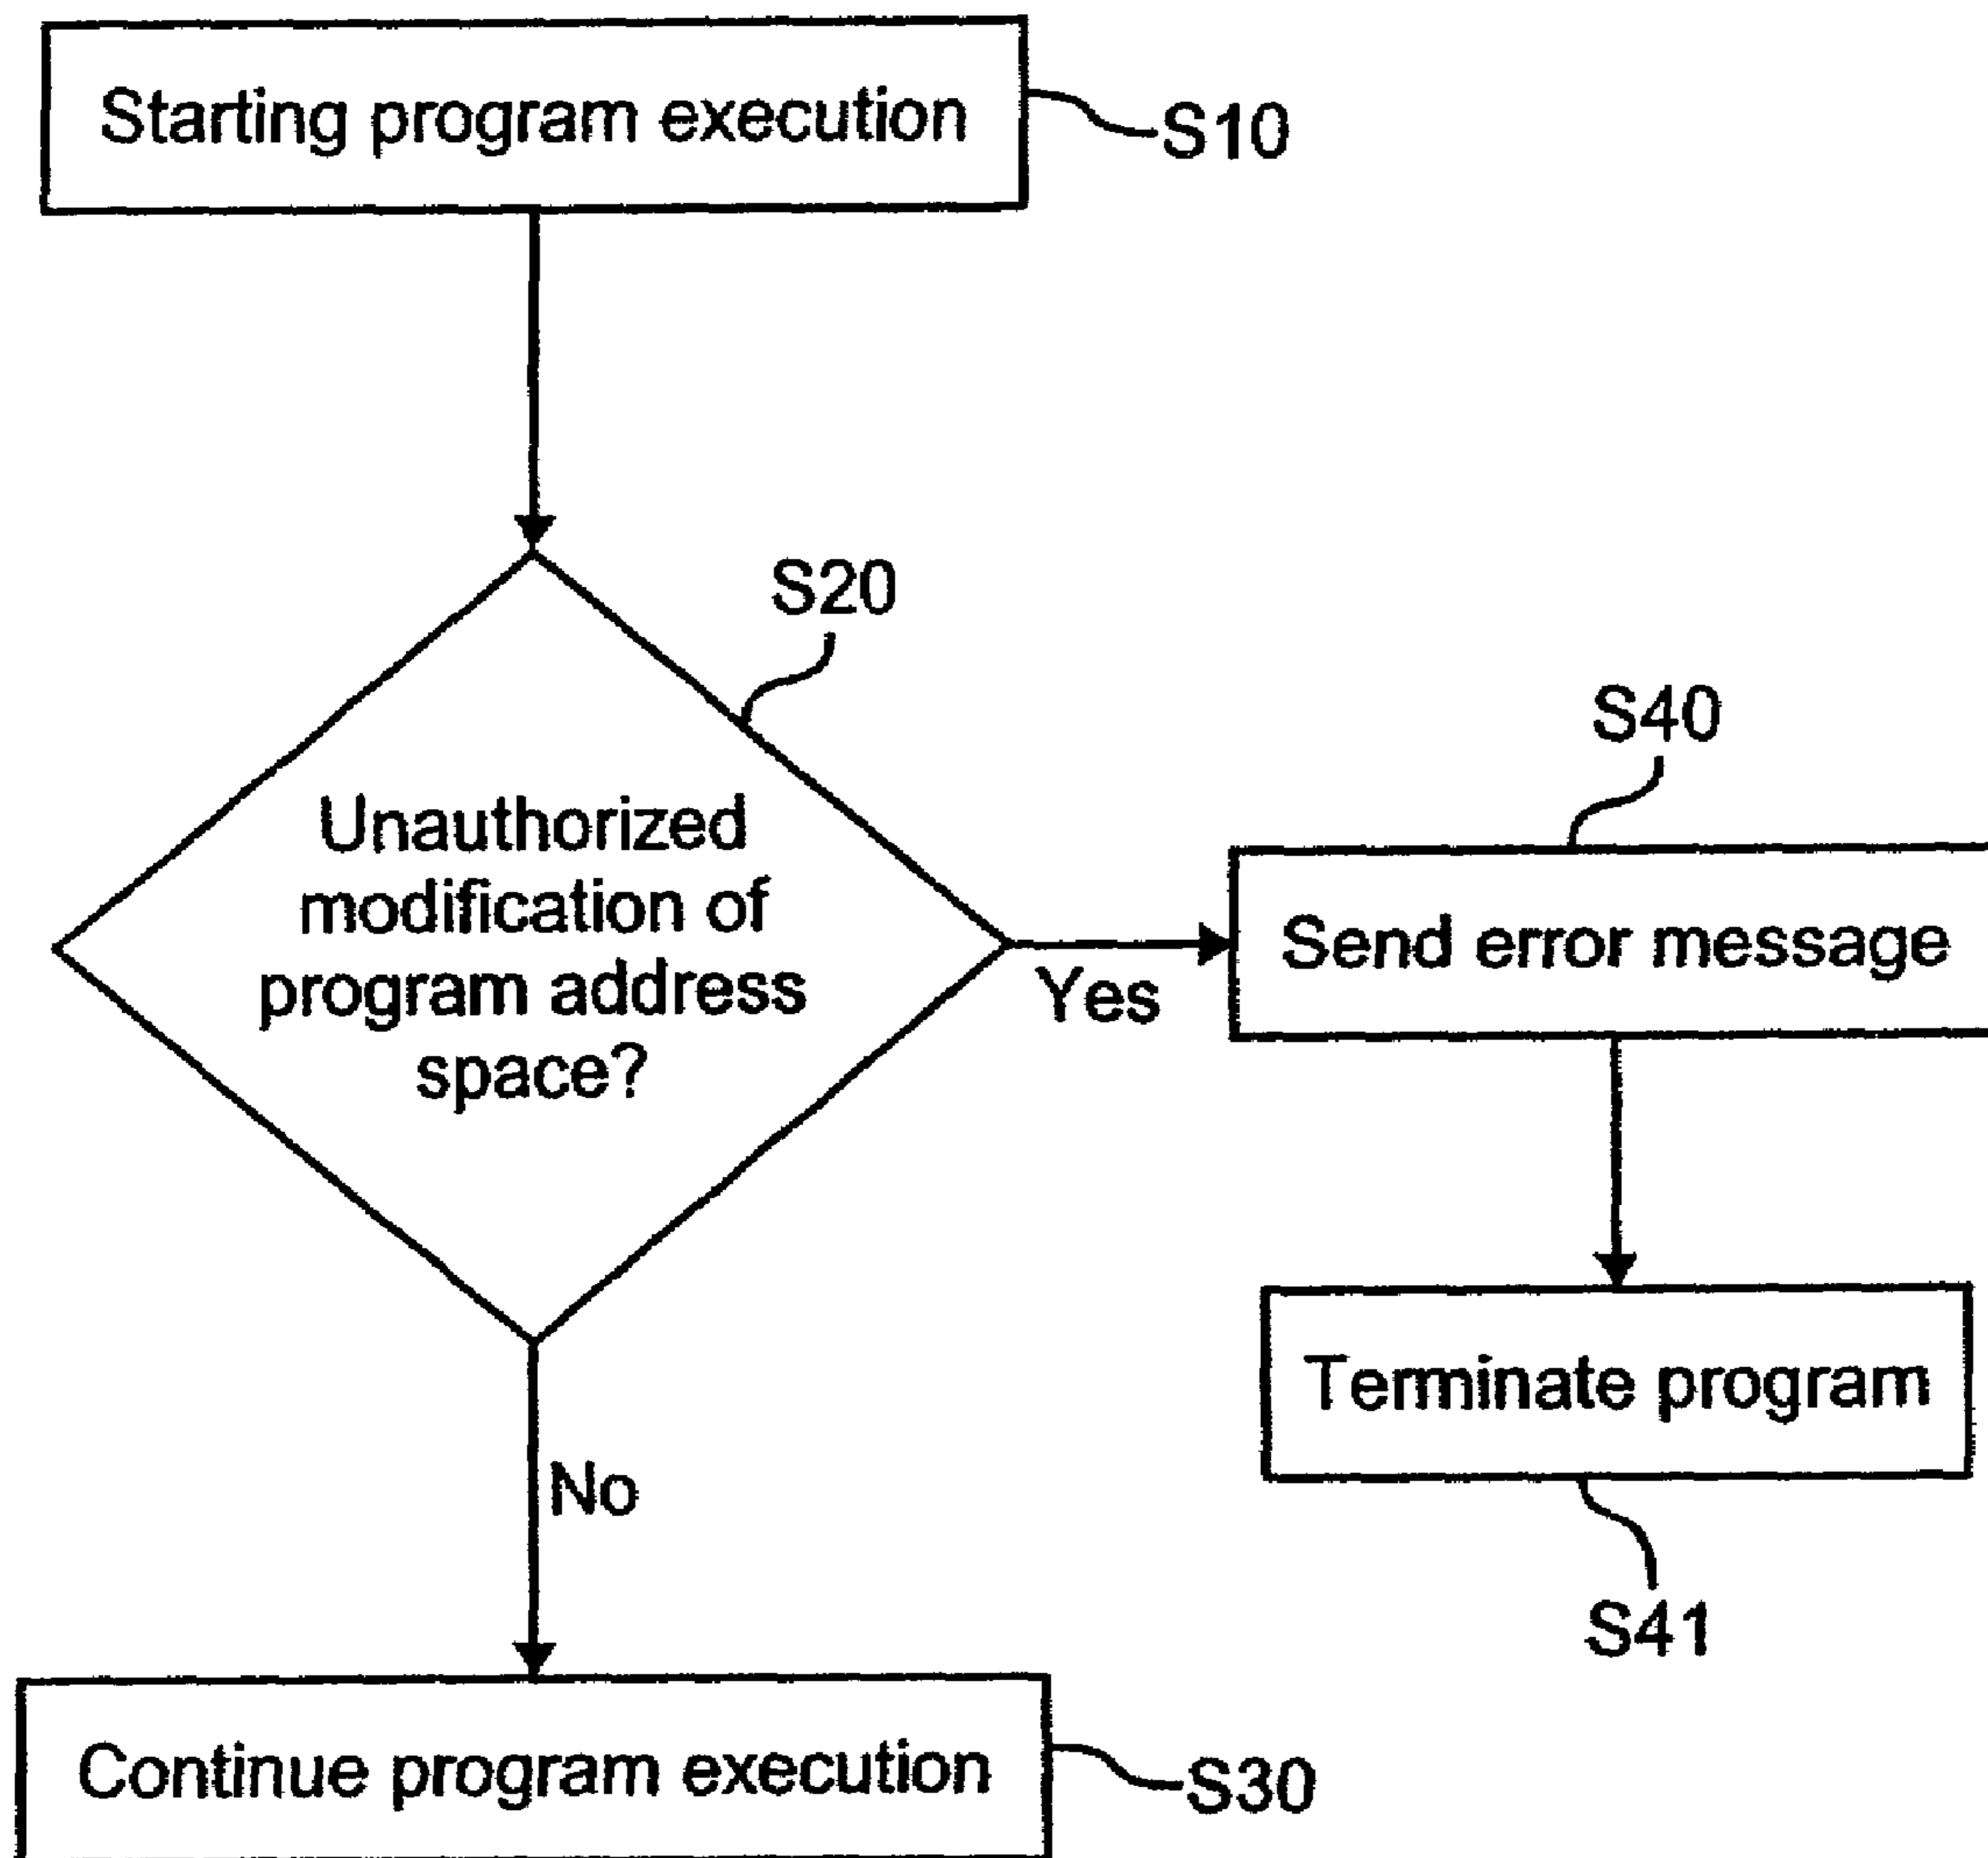 Starting program execution
S10
S20
Unauthorized
modification of
program address
space?
Yes
S40
Send error message
Terminate program
S41
No
Continue program execution
S30